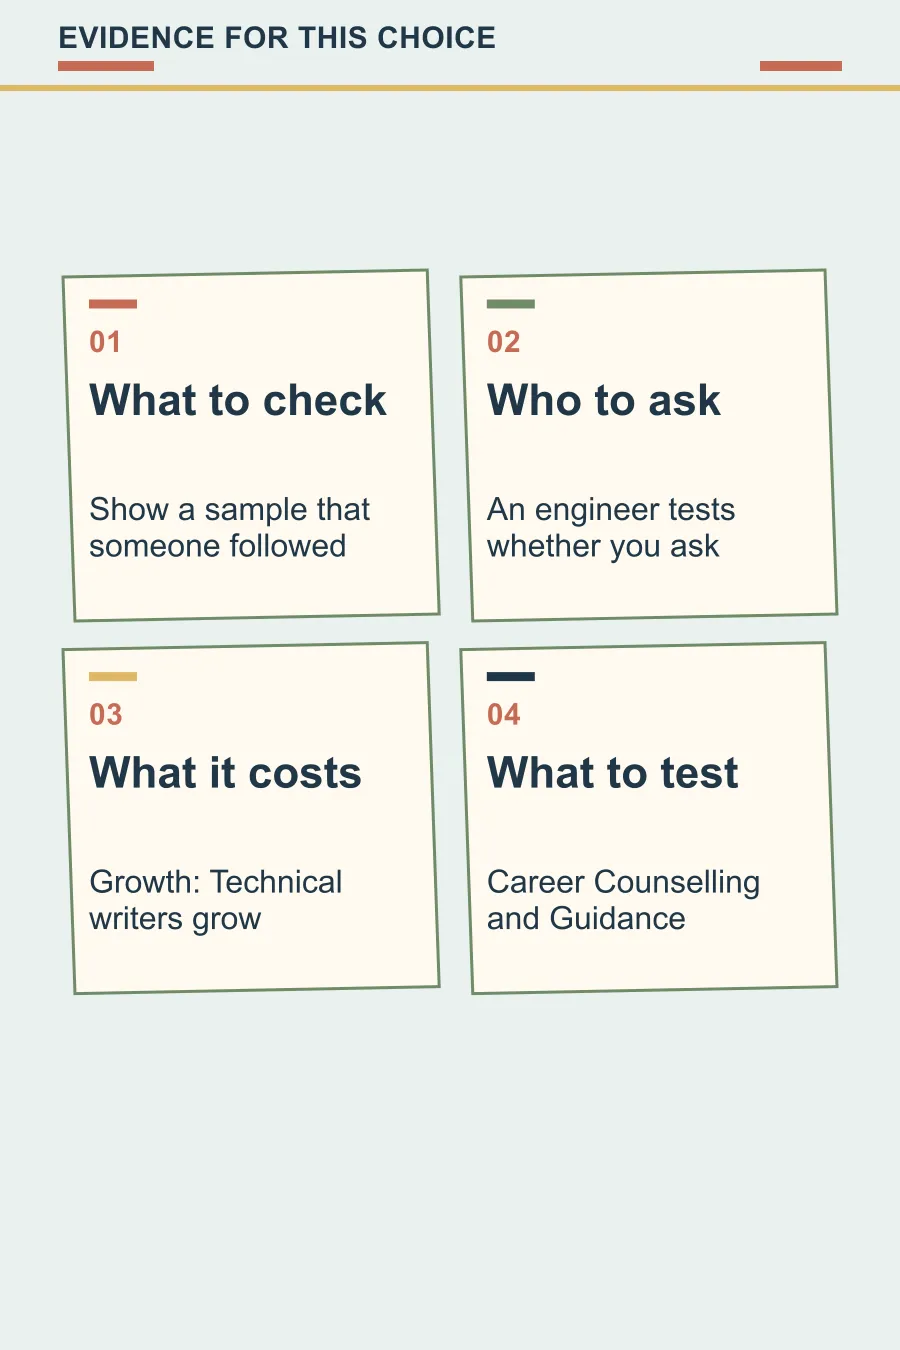 EVIDENCE FOR THIS CHOICE
01
What to check
Show a sample that
someone followed
02
Who to ask
An engineer tests
whether you ask
03
What it costs
Growth: Technical
writers grow
04
What to test
Career Counselling
and Guidance